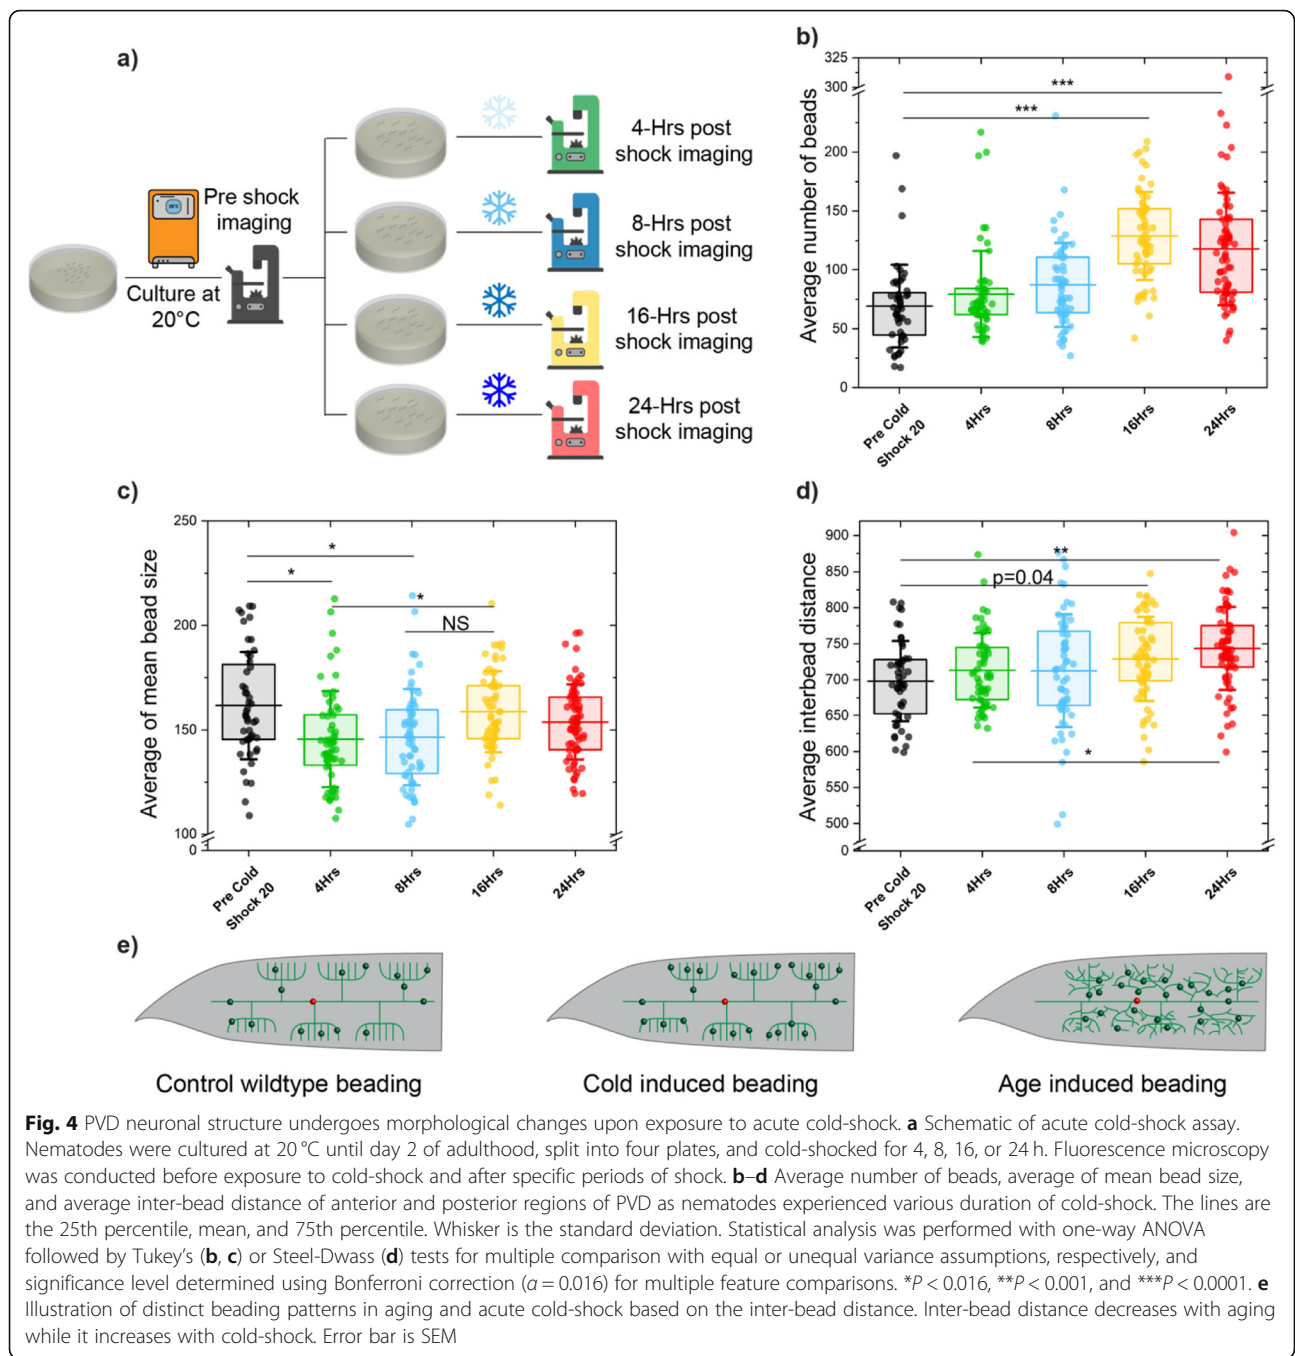 a)
Pre shock
imaging
Culture at
20°C
4-Hrs post
shock imaging
8-Hrs post
shock imaging
16-Hrs post
shock imaging
24-Hrs post
shock imaging
b)
Average number of beads
325
300
200
150
100
50
0
***
***
Pre Cold
Shock 20
4Hrs
8Hrs
16Hrs
24Hrs
c)
Average of mean bead size
250
200
150
100
0
*
*
*
NS
Pre Cold
Shock 20
4Hrs
8Hrs
16Hrs
24Hrs
d)
Average interbead distance
900
850
800
750
700
650
600
550
500
0
**
p=0.04
*
Pre Cold
Shock 20
4Hrs
8Hrs
16Hrs
24Hrs
e)
Control wildtype beading
Cold induced beading
Age induced beading
Fig. 4 PVD neuronal structure undergoes morphological changes upon exposure to acute cold-shock. a Schematic of acute cold-shock assay.
Nematodes were cultured at 20 °C until day 2 of adulthood, split into four plates, and cold-shocked for 4, 8, 16, or 24 h. Fluorescence microscopy
was conducted before exposure to cold-shock and after specific periods of shock. b–d Average number of beads, average of mean bead size,
and average inter-bead distance of anterior and posterior regions of PVD as nematodes experienced various duration of cold-shock. The lines are
the 25th percentile, mean, and 75th percentile. Whisker is the standard deviation. Statistical analysis was performed with one-way ANOVA
followed by Tukey's (b, c) or Steel-Dwass (d) tests for multiple comparison with equal or unequal variance assumptions, respectively, and
significance level determined using Bonferroni correction (α = 0.016) for multiple feature comparisons. *P < 0.016, **P < 0.001, and ***P < 0.0001. e
Illustration of distinct beading patterns in aging and acute cold-shock based on the inter-bead distance. Inter-bead distance decreases with aging
while it increases with cold-shock. Error bar is SEM